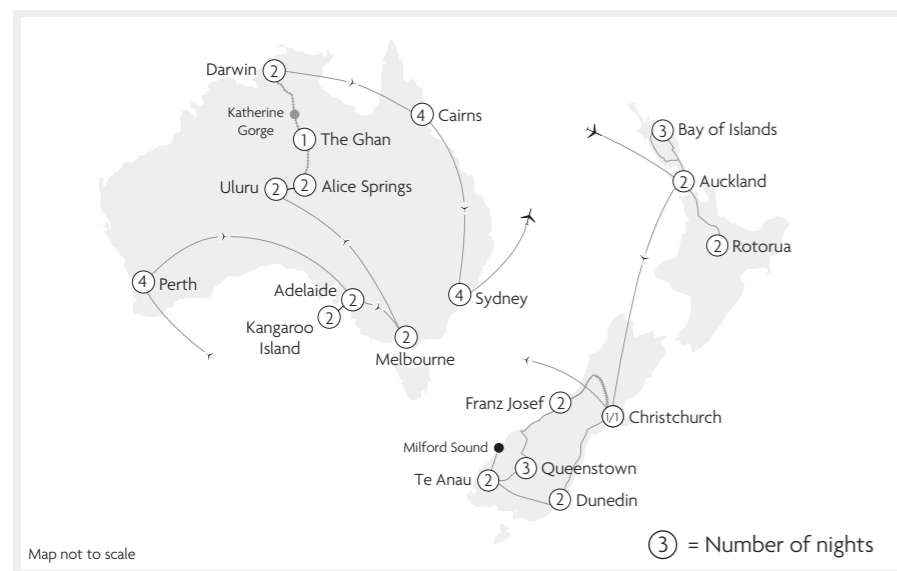 Darwin
2
Katherine
Gorge
4
Cairns
1
The Ghan
Uluru
2
2
Alice Springs
4
Perth
Adelaide
2
Kangaroo
Island
2
2
Melbourne
4
Sydney
3
Bay of Islands
2
Auckland
2
Rotorua
Franz Josef
2
1/1
Christchurch
Milford Sound
3
Queenstown
Te Anau
2
2
Dunedin
Map not to scale
3 = Number of nights